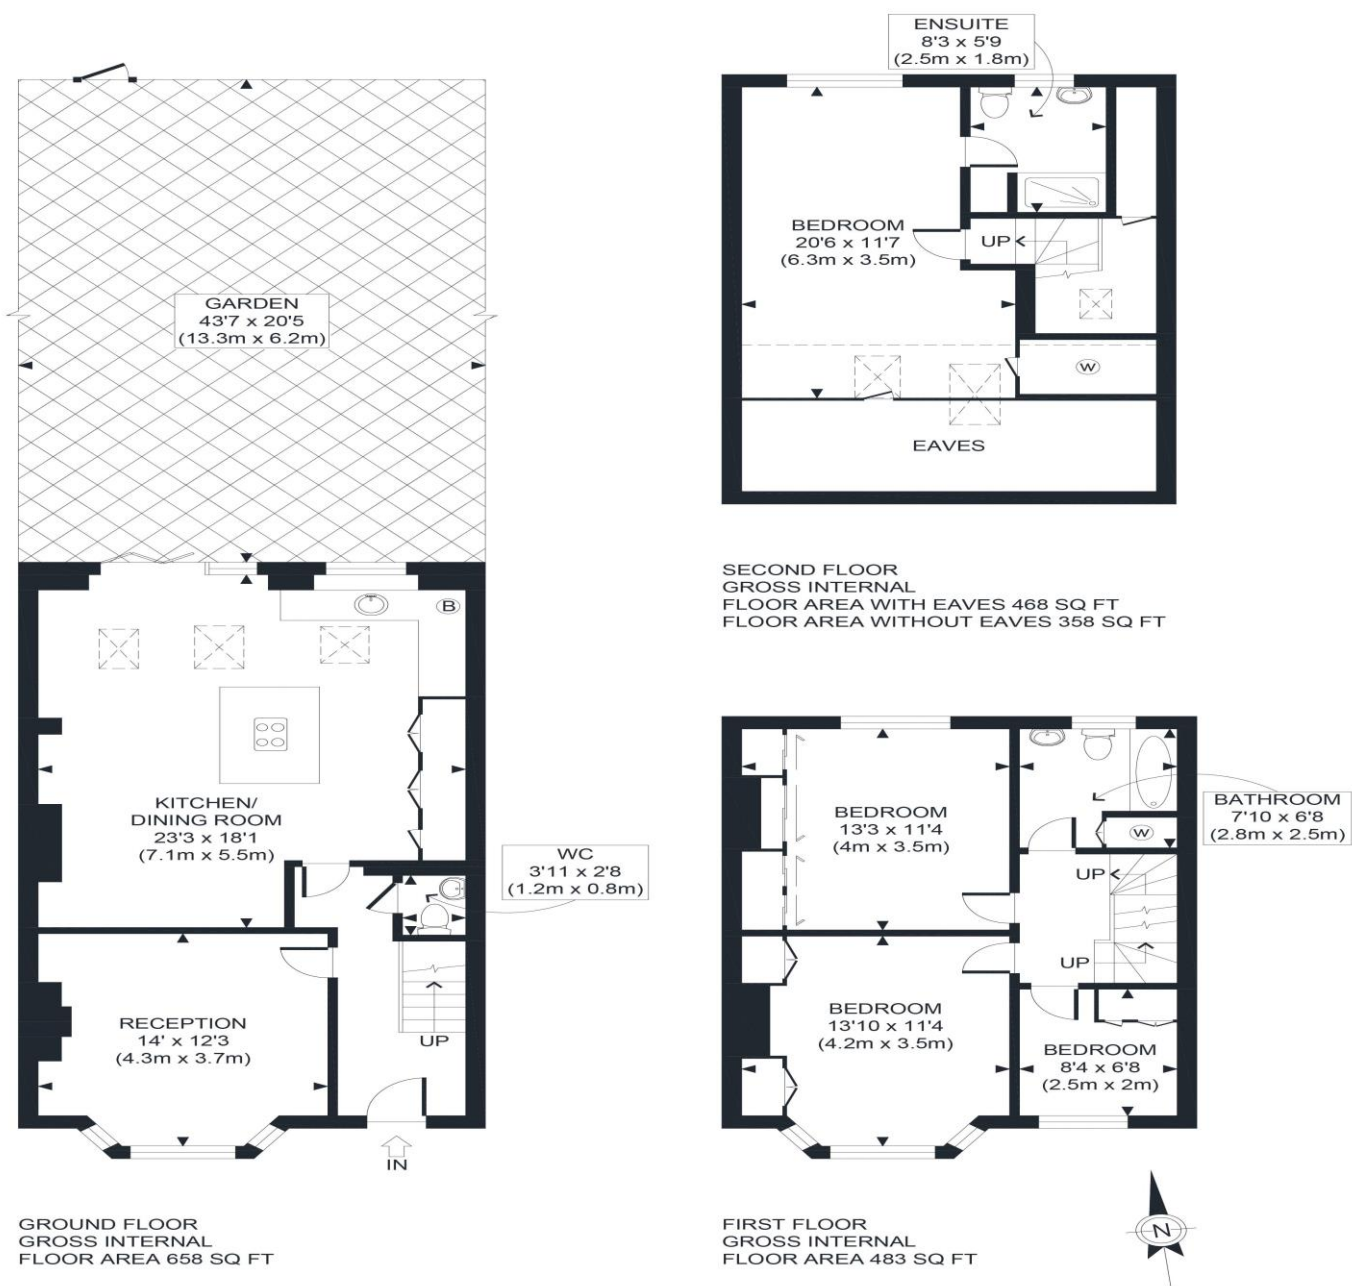 ENSUITE
8'3 x 5'9
(2.5m x 1.8m)
BEDROOM
20'6 x 11'7
(6.3m x 3.5m)
UP
W
EAVES
SECOND FLOOR
GROSS INTERNAL
FLOOR AREA WITH EAVES 468 SQ FT
FLOOR AREA WITHOUT EAVES 358 SQ FT
GARDEN
43'7 x 20'5
(13.3m x 6.2m)
B
KITCHEN/
DINING ROOM
23'3 x 18'1
(7.1m x 5.5m)
WC
3'11 x 2'8
(1.2m x 0.8m)
RECEPTION
14' x 12'3
(4.3m x 3.7m)
UP
IN
GROUND FLOOR
GROSS INTERNAL
FLOOR AREA 658 SQ FT
BEDROOM
13'3 x 11'4
(4m x 3.5m)
BATHROOM
7'10 x 6'8
(2.8m x 2.5m)
W
UP
UP
BEDROOM
13'10 x 11'4
(4.2m x 3.5m)
BEDROOM
8'4 x 6'8
(2.5m x 2m)
FIRST FLOOR
GROSS INTERNAL
FLOOR AREA 483 SQ FT
N